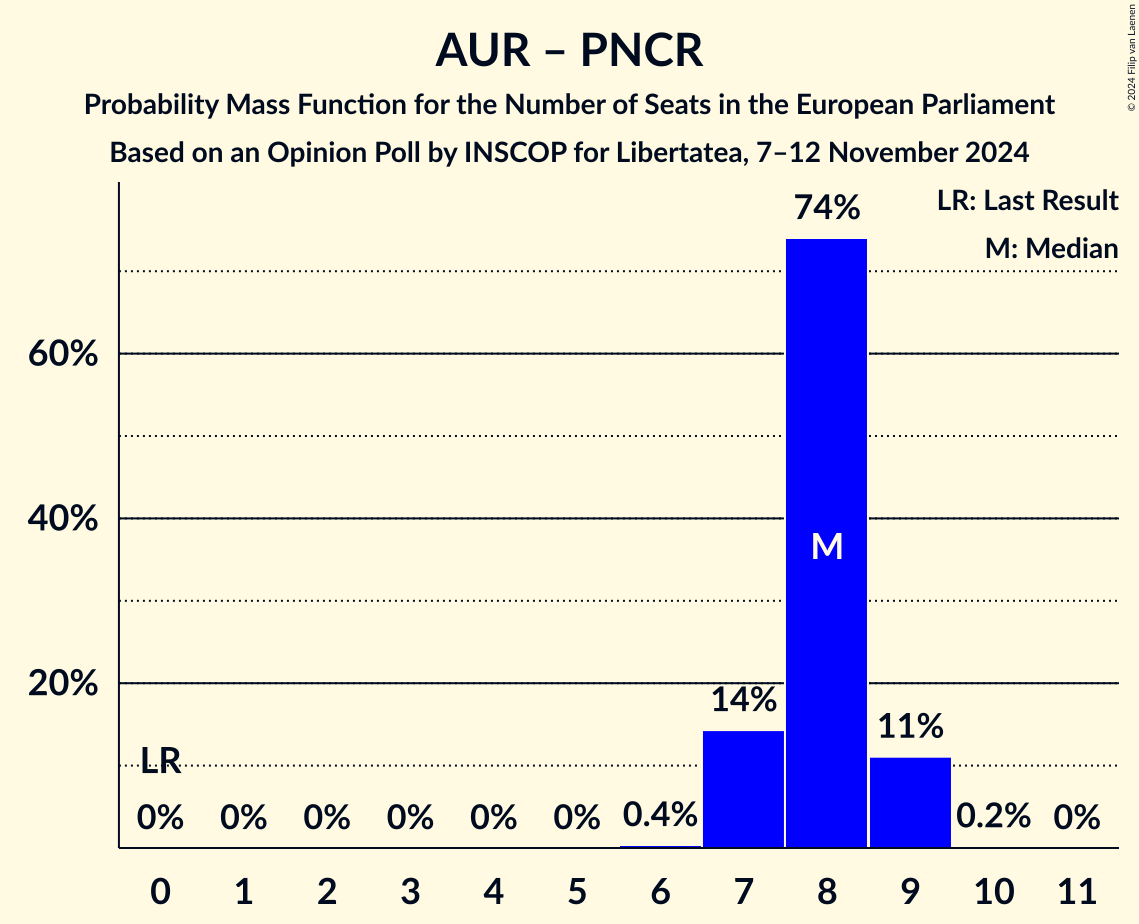 AUR – PNCR
Probability Mass Function for the Number of Seats in the European Parliament
Based on an Opinion Poll by INSCOP for Libertatea, 7–12 November 2024
© 2024 Filip van Laenen
LR: Last Result
M: Median
74%
60%
40%
M
20%
14%
11%
LR
0% 0% 0% 0% 0% 0% 0.4% 0.2% 0%
0 1 2 3 4 5 6 7 8 9 10 11